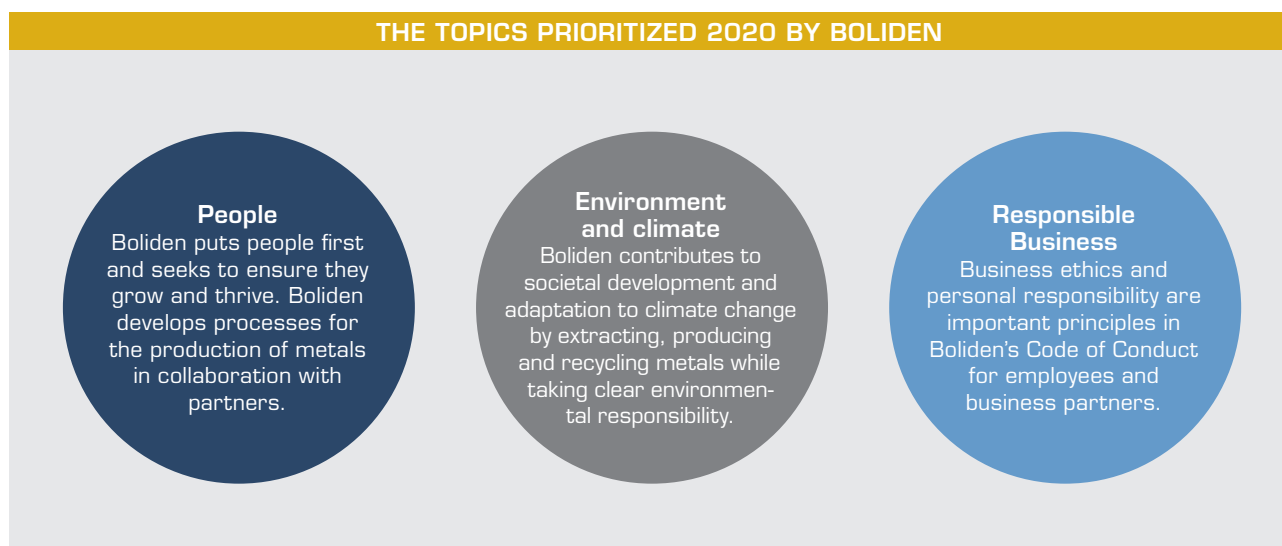 THE TOPICS PRIORITIZED 2020 BY BOLIDEN
People
Boliden puts people first
and seeks to ensure they
grow and thrive. Boliden
develops processes for
the production of metals
in collaboration with
partners.
Environment
and climate
Boliden contributes to
societal development and
adaptation to climate change
by extracting, producing
and recycling metals while
taking clear environmen-
tal responsibility.
Responsible
Business
Business ethics and
personal responsibility are
important principles in
Boliden's Code of Conduct
for employees and
business partners.